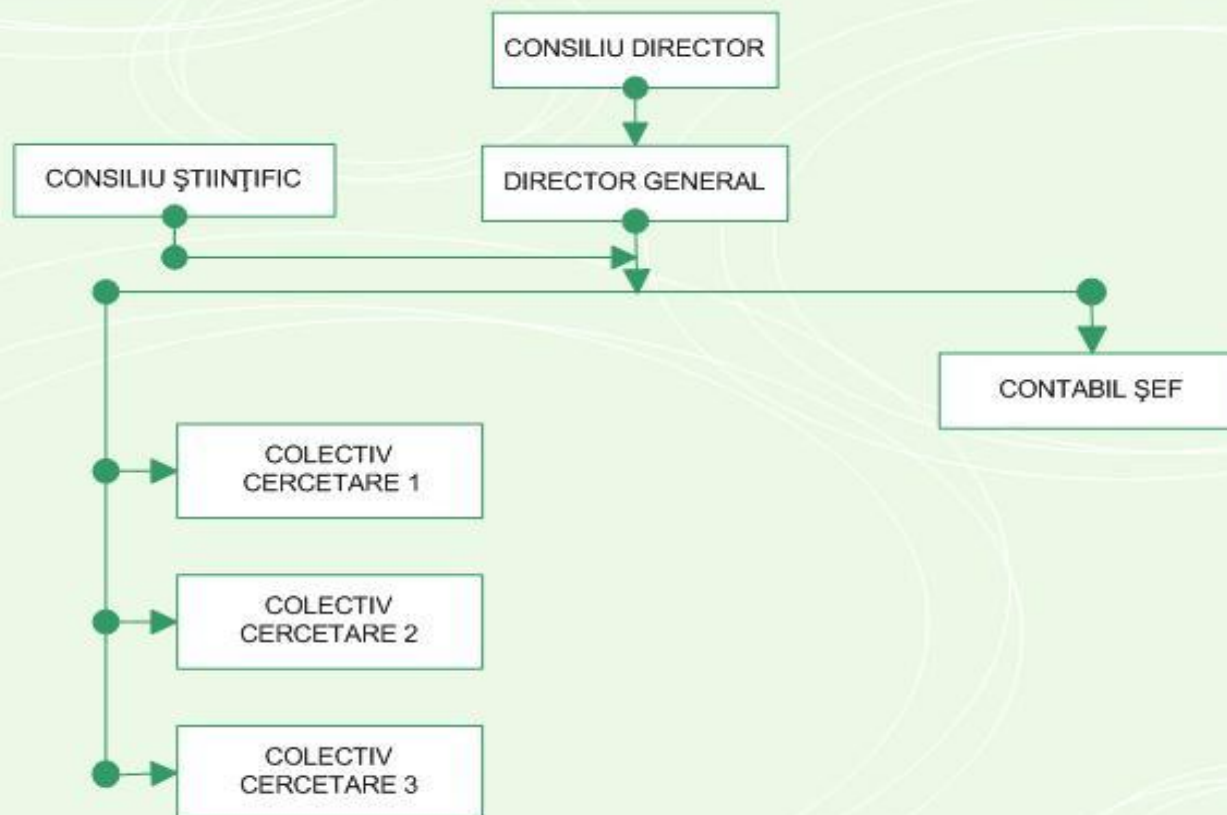 CONSILIU DIRECTOR
CONSILIU ŞTIINŢIFIC
DIRECTOR GENERAL
CONTABIL ŞEF
COLECTIV
CERCETARE 1
COLECTIV
CERCETARE 2
COLECTIV
CERCETARE 3